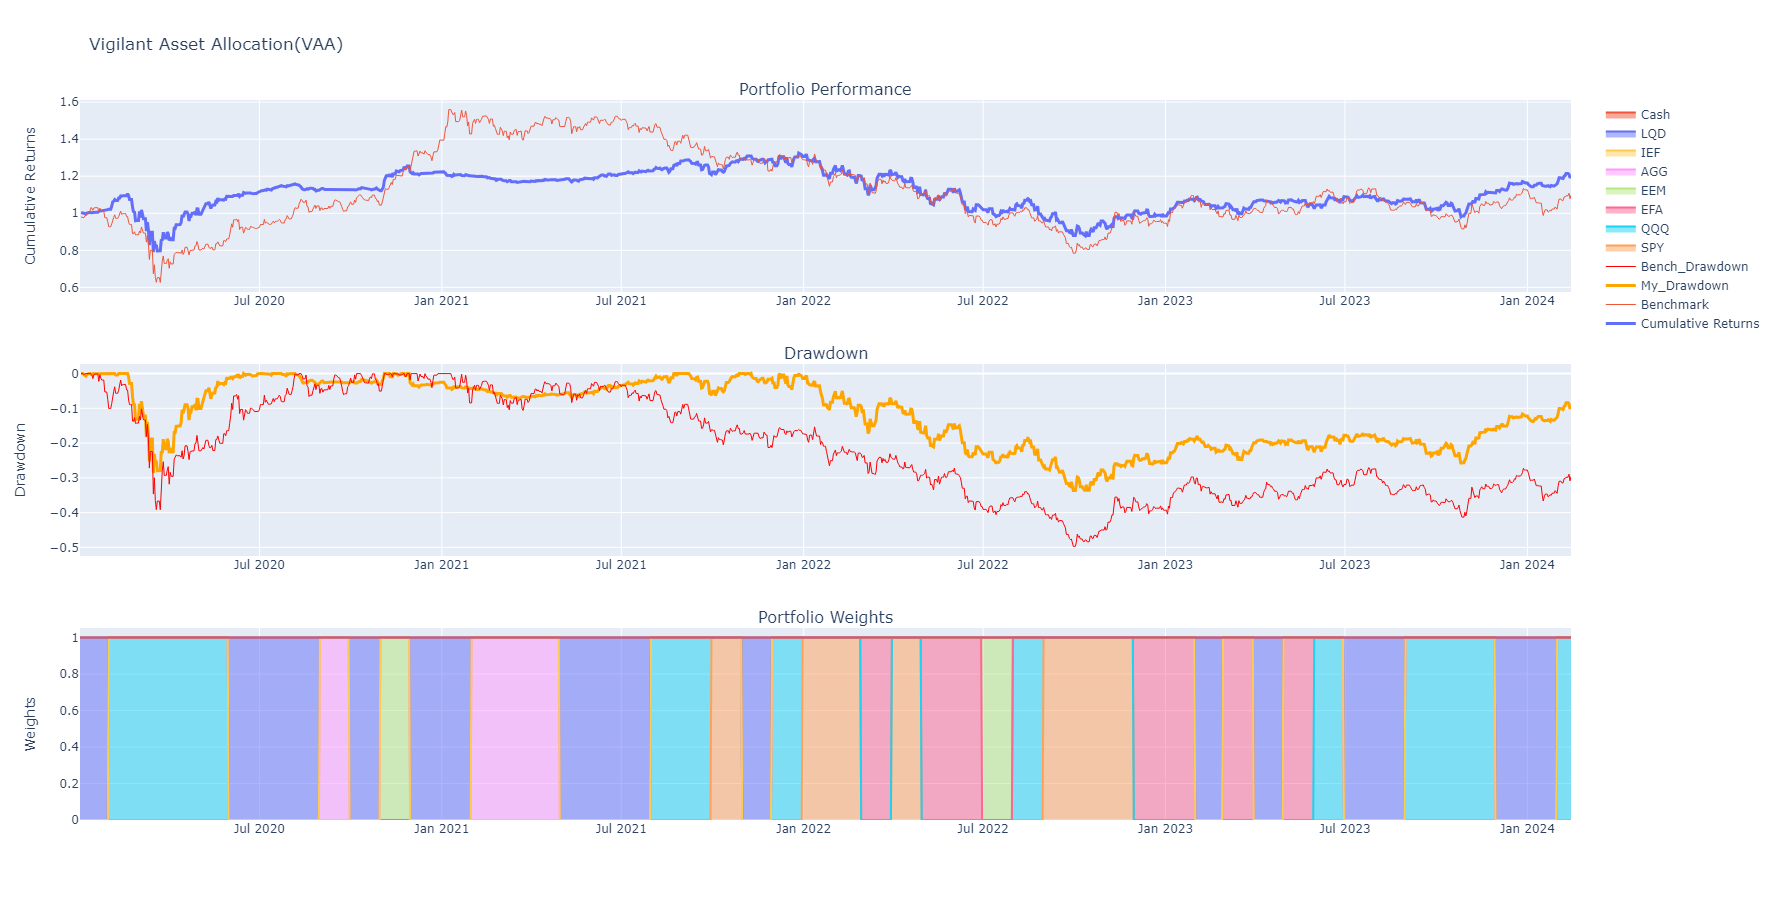 Vigilant Asset Allocation(VAA)
Portfolio Performance
Cumulative Returns
1.6
1.4
1.2
1
0.8
0.6
Jul 2020 Jan 2021 Jul 2021 Jan 2022 Jul 2022 Jan 2023 Jul 2023 Jan 2024
Cash
LQD
IEF
AGG
EEM
EFA
QQQ
SPY
Bench_Drawdown
My_Drawdown
Benchmark
Cumulative Returns
Drawdown
Drawdown
0
−0.1
−0.2
−0.3
−0.4
−0.5
Jul 2020 Jan 2021 Jul 2021 Jan 2022 Jul 2022 Jan 2023 Jul 2023 Jan 2024
Portfolio Weights
Weights
1
0.8
0.6
0.4
0.2
0
Jul 2020 Jan 2021 Jul 2021 Jan 2022 Jul 2022 Jan 2023 Jul 2023 Jan 2024